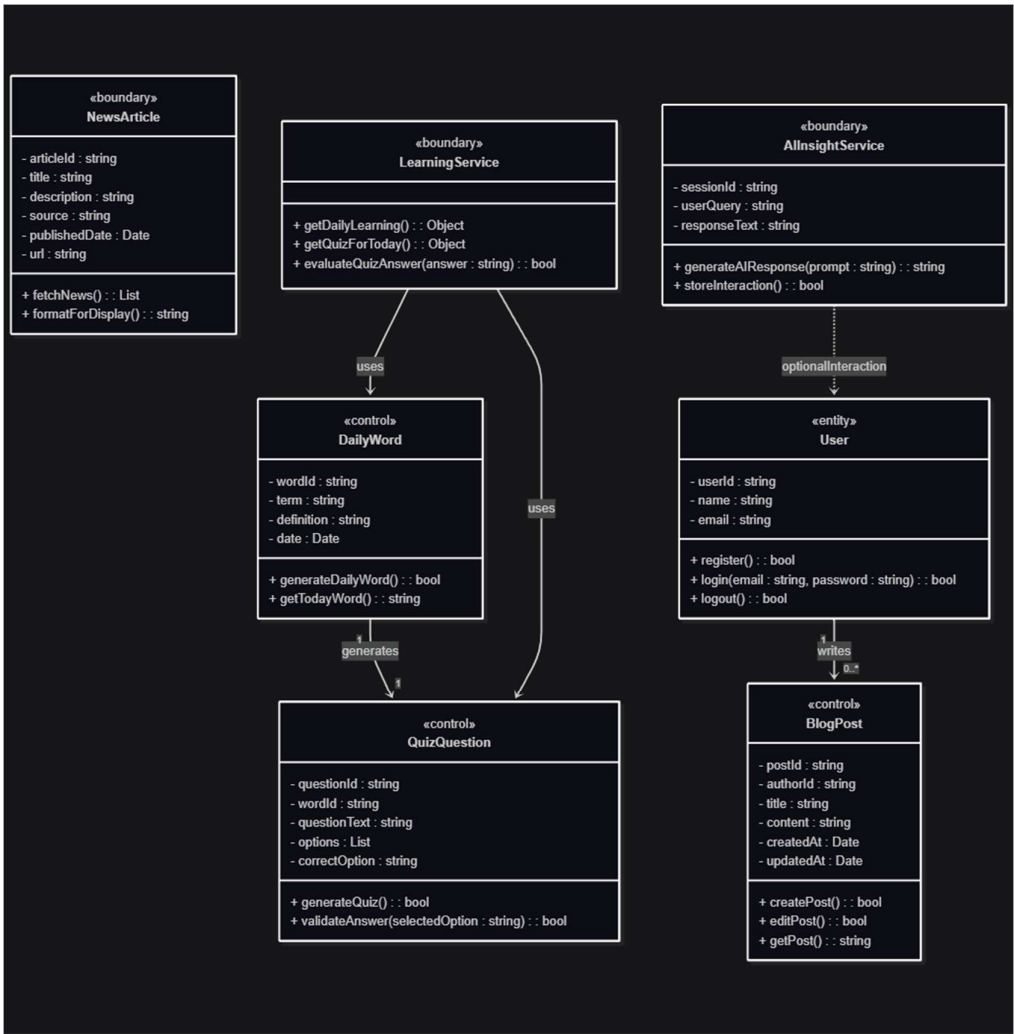 «boundary»
NewsArticle
- articleId : string
- title : string
- description : string
- source : string
- publishedDate : Date
- url : string
+ fetchNews() : : List
+ formatForDisplay() : : string
«boundary»
LearningService
+ getDailyLearning() : : Object
+ getQuizForToday() : : Object
+ evaluateQuizAnswer(answer : string) : : bool
«boundary»
AIInsightService
- sessionId : string
- userQuery : string
- responseText : string
+ generateAIResponse(prompt : string) : : string
+ storeInteraction() : : bool
uses
optionalInteraction
«control»
DailyWord
- wordId : string
- term : string
- definition : string
- date : Date
+ generateDailyWord() : : bool
+ getTodayWord() : : string
uses
«entity»
User
- userId : string
- name : string
- email : string
+ register() : : bool
+ login(email : string, password : string) : : bool
+ logout() : : bool
1
generates
1
1
writes
0..*
«control»
QuizQuestion
- questionId : string
- wordId : string
- questionText : string
- options : List
- correctOption : string
+ generateQuiz() : : bool
+ validateAnswer(selectedOption : string) : : bool
«control»
BlogPost
- postId : string
- authorId : string
- title : string
- content : string
- createdAt : Date
- updatedAt : Date
+ createPost() : : bool
+ editPost() : : bool
+ getPost() : : string